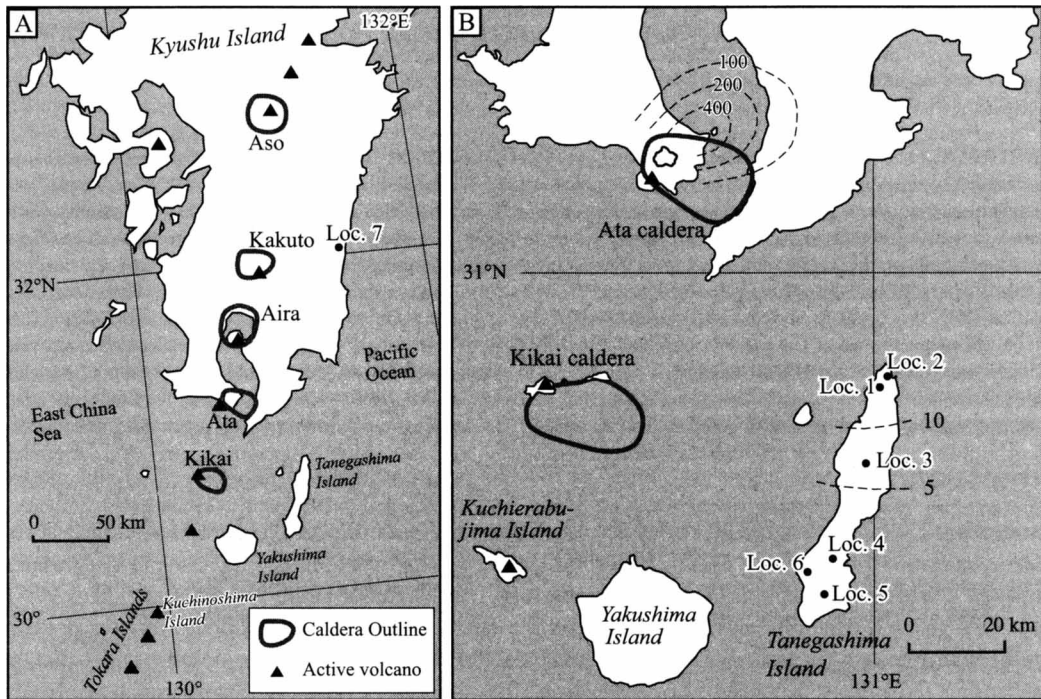 A
132°E
Kyushu Island
Aso
Loc. 7
Kakuto
32°N
Aira
Pacific
Ocean
East China
Sea
Ata
Kikai
Tanegashima
Island
0 50 km
Yakushima
Island
Kuchinoshima
Island
30°
Tokara Islands
130°
Caldera Outline
Active volcano
B
100
200
400
Ata caldera
31°N
Kikai caldera
Loc. 2
Loc. 1
10
Loc. 3
5
Kuchierabu-
jima Island
Loc. 4
Loc. 6
Loc. 5
Yakushima
Island
Tanegashima
Island
0 20 km
131°E